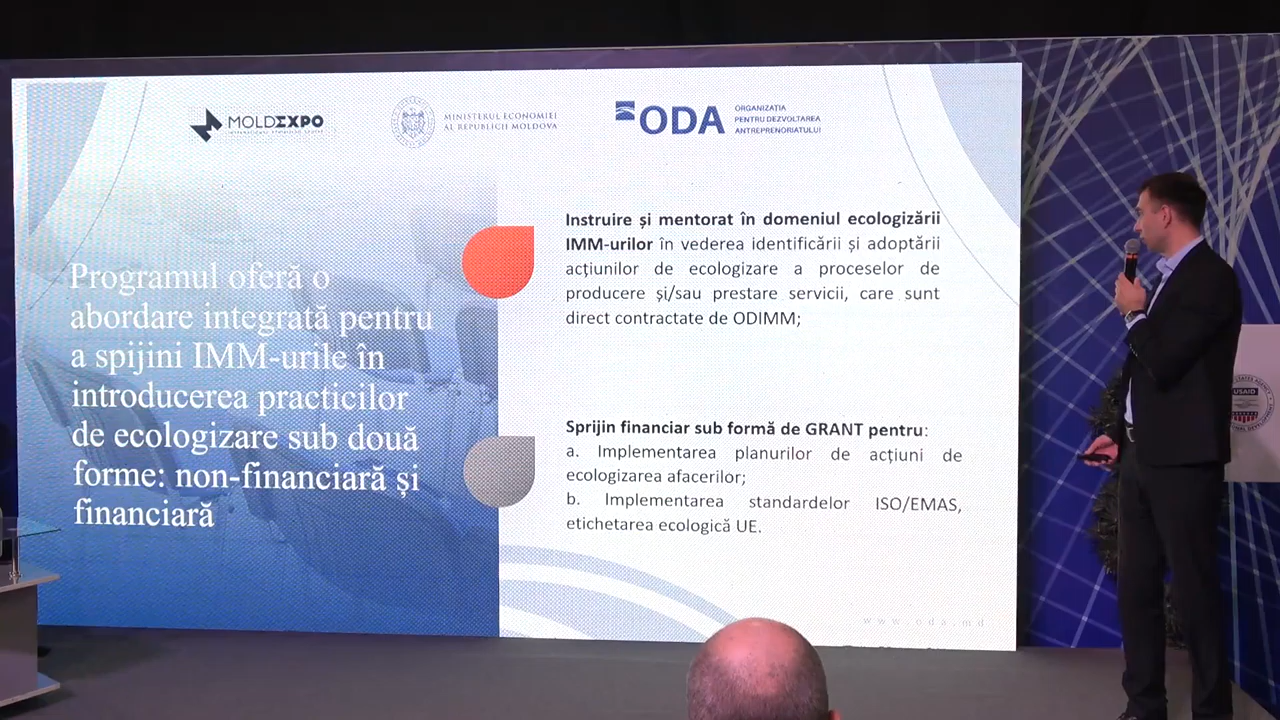 MOLDEXPO
MINISTERUL ECONOMIEI
AL REPUBLICII MOLDOVA
ODA
ORGANIZAȚIA
PENTRU DEZVOLTAREA
ANTREPRENORIATULUI
Programul oferă o
abordare integrată pentru
a spijini IMM-urile în
introducerea practicilor
de ecologizare sub două
forme: non-financiară și
financiară
Instruire și mentorat în domeniul ecologizării
IMM-urilor în vederea identificării și adoptării
acțiunilor de ecologizare a proceselor de
producere și/sau prestare servicii, care sunt
direct contractate de ODIMM;
Sprijin financiar sub formă de GRANT pentru:
a. Implementarea planurilor de acțiuni de
ecologizarea afacerilor;
b. Implementarea standardelor ISO/EMAS,
etichetarea ecologică UE.
www.oda.md
USAID